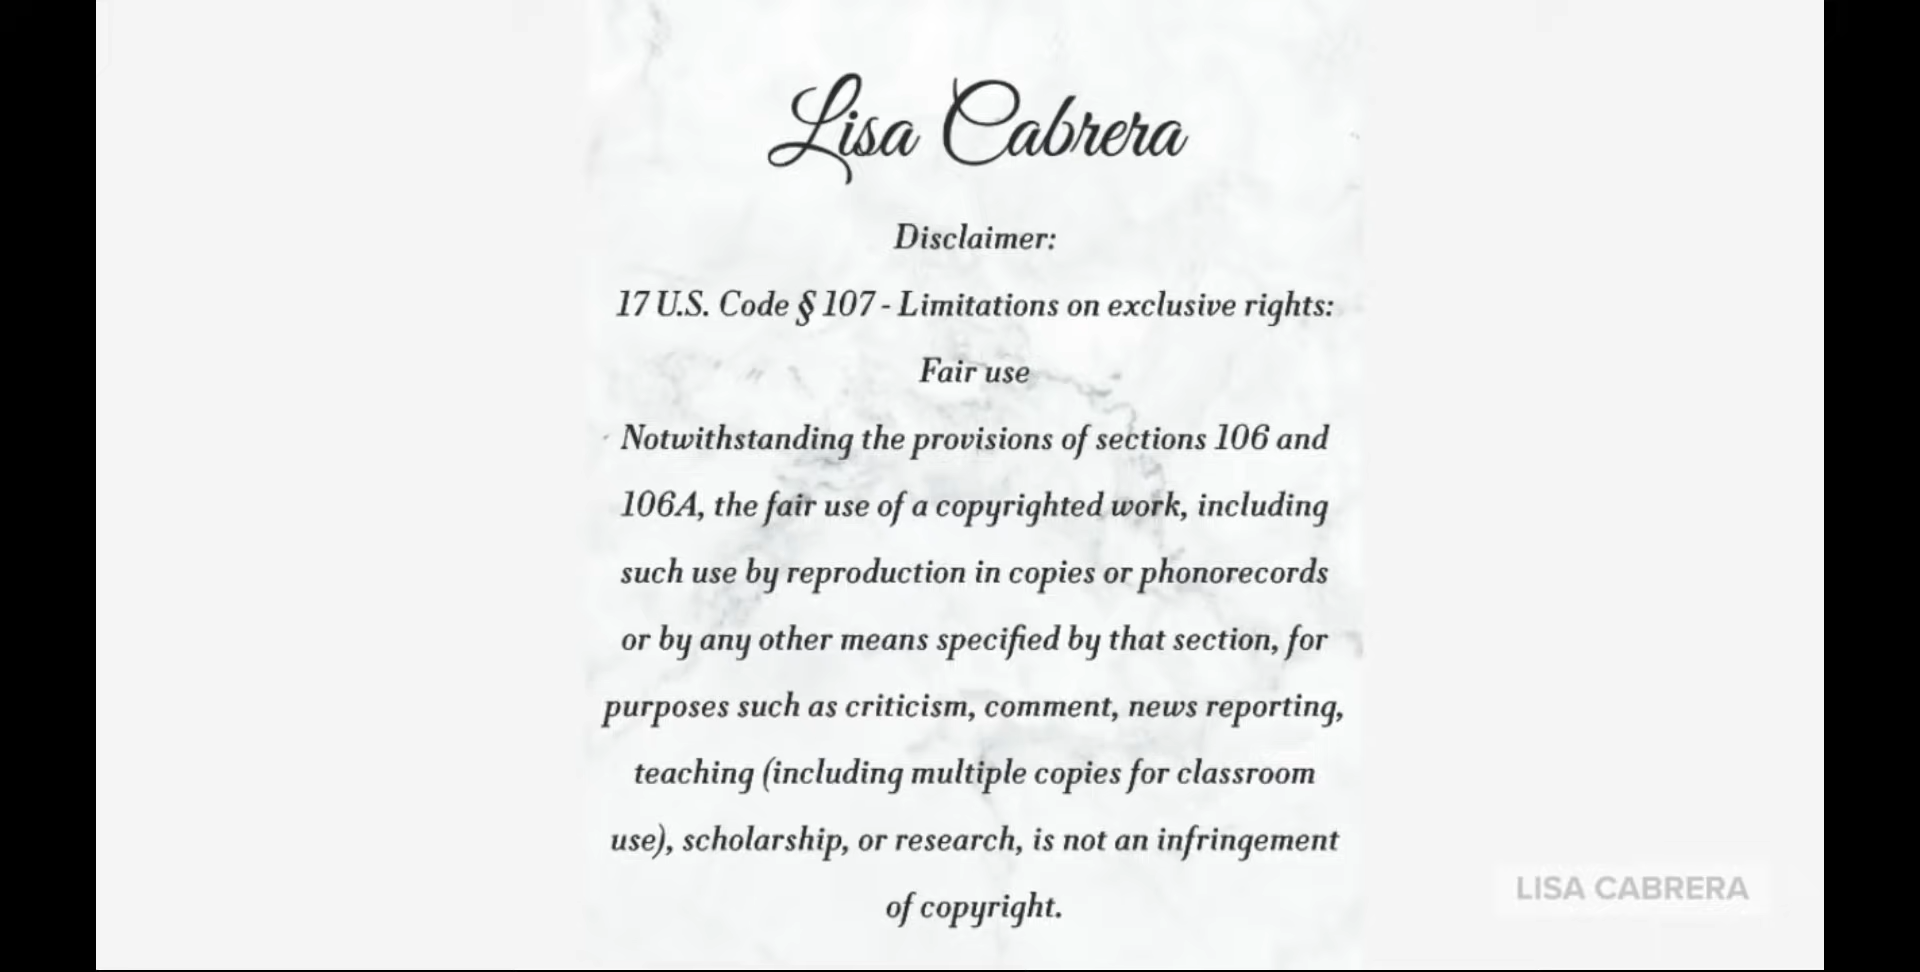 Lisa Cabrera
Disclaimer:
17 U.S. Code § 107 - Limitations on exclusive rights:
Fair use
Notwithstanding the provisions of sections 106 and
106A, the fair use of a copyrighted work, including
such use by reproduction in copies or phonorecords
or by any other means specified by that section, for
purposes such as criticism, comment, news reporting,
teaching (including multiple copies for classroom
use), scholarship, or research, is not an infringement
of copyright.
LISA CABRERA